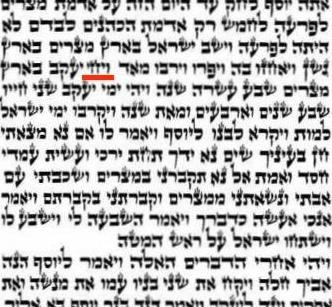 אתה יוסף לחק עד היום הזה על אדמת מצרים
לפרעה לחמש רק אדמת הכהנים לבדם לא
היתה לפרעה וישב ישראל בארץ מצרים בארץ
גשן ויאחזו בה ויפרו וירבו מאד ויחי יעקב בארץ
מצרים שבע עשרה שנה ויהי ימי יעקב שני חייו
שבע שנים וארבעים ומאת שנה ויקרבו ימי ישראל
למות ויקרא לבנו ליוסף ויאמר לו אם נא מצאתי
חן בעיניך שים נא ידך תחת ירכי ועשית עמדי
חסד ואמת אל נא תקברני במצרים ושכבתי עם
אבתי ונשאתני ממצרים וקברתני בקברתם ויאמר
אנכי אעשה כדברך ויאמר השבעה לי וישבע לו
וישתחו ישראל על ראש המטה
ויהי אחרי הדברים האלה ויאמר ליוסף הנה
אביך חלה ויקח את שני בניו עמו את מנשה ואת